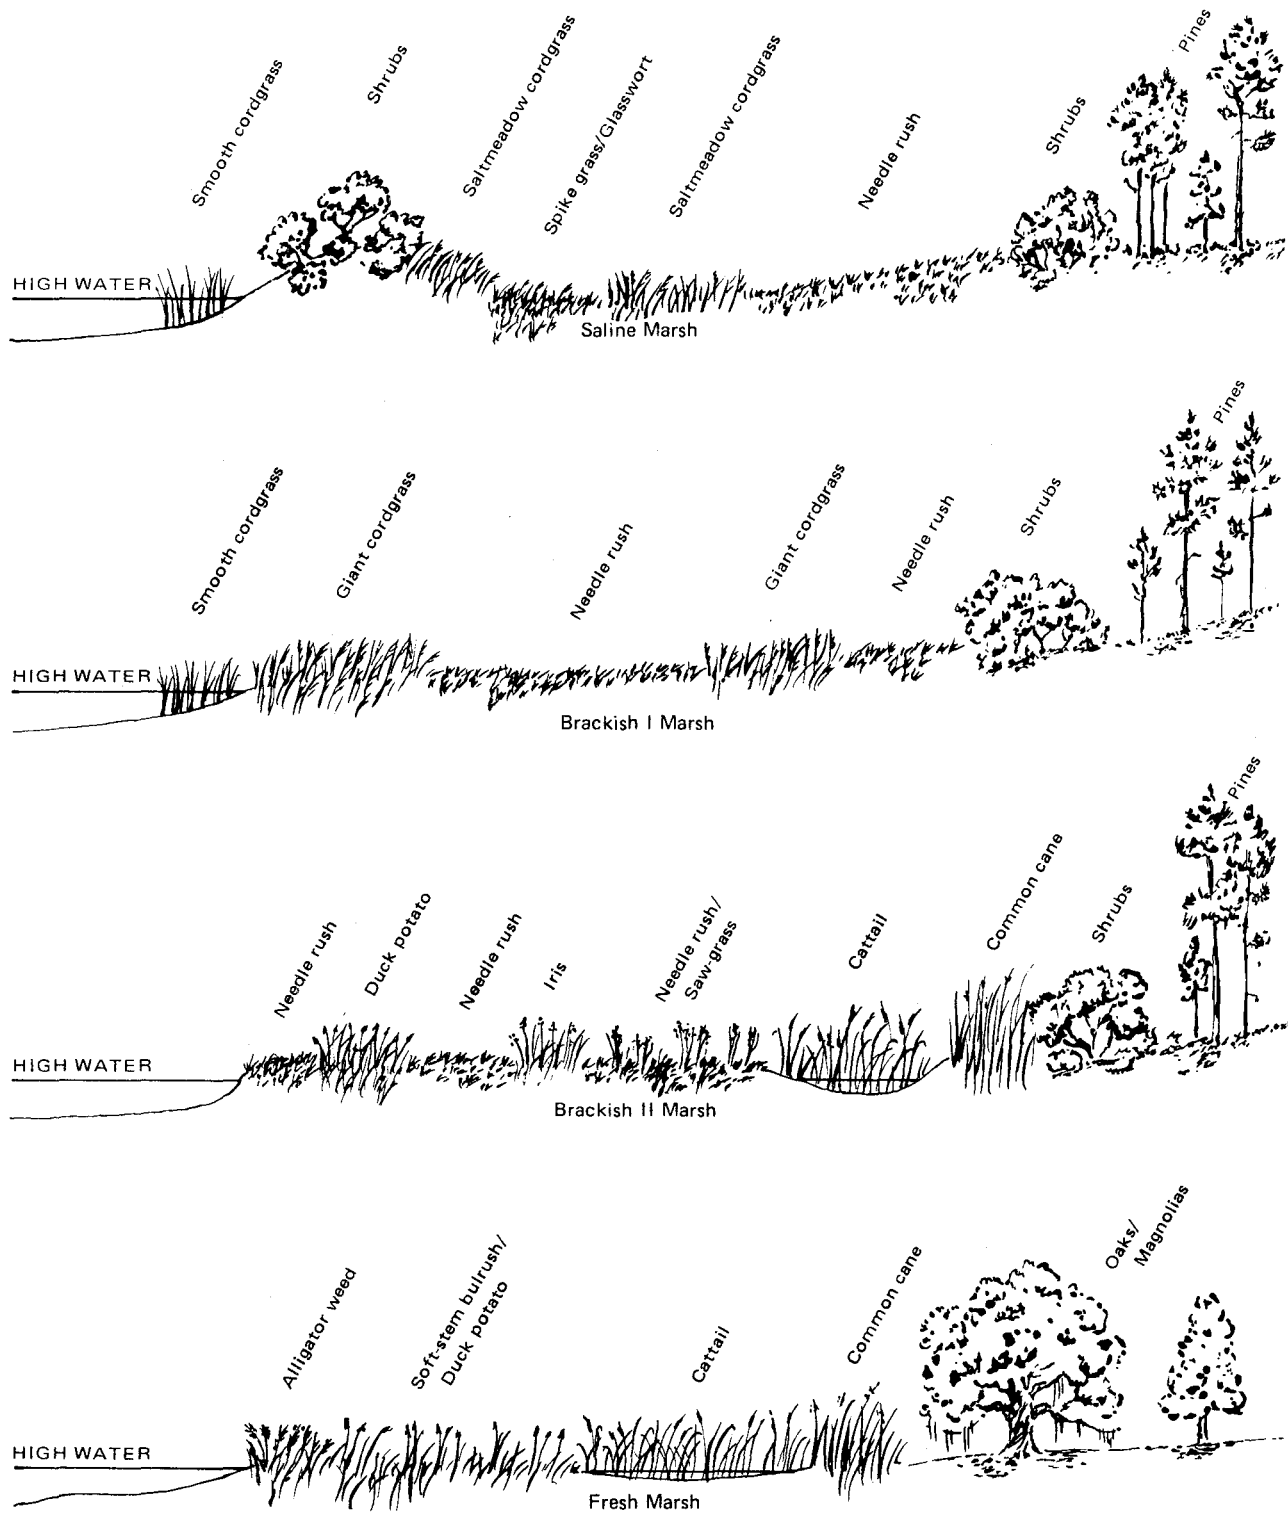 Smooth cordgrass
Shrubs
Saltmeadow cordgrass
Spike grass/Glasswort
Saltmeadow cordgrass
Needle rush
Shrubs
Pines
HIGH WATER
Saline Marsh
Smooth cordgrass
Giant cordgrass
Needle rush
Giant cordgrass
Needle rush
Shrubs
Pines
HIGH WATER
Brackish I Marsh
Needle rush
Duck potato
Needle rush
Iris
Needle rush/
Saw-grass
Cattail
Common cane
Shrubs
Pines
HIGH WATER
Brackish II Marsh
Alligator weed
Soft-stem bulrush/
Duck potato
Cattail
Common cane
Oaks/
Magnolias
HIGH WATER
Fresh Marsh